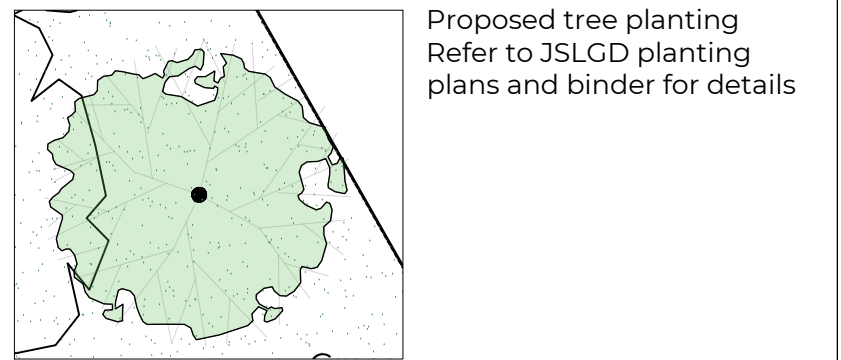 Proposed tree planting
Refer to JSLGD planting
plans and binder for details